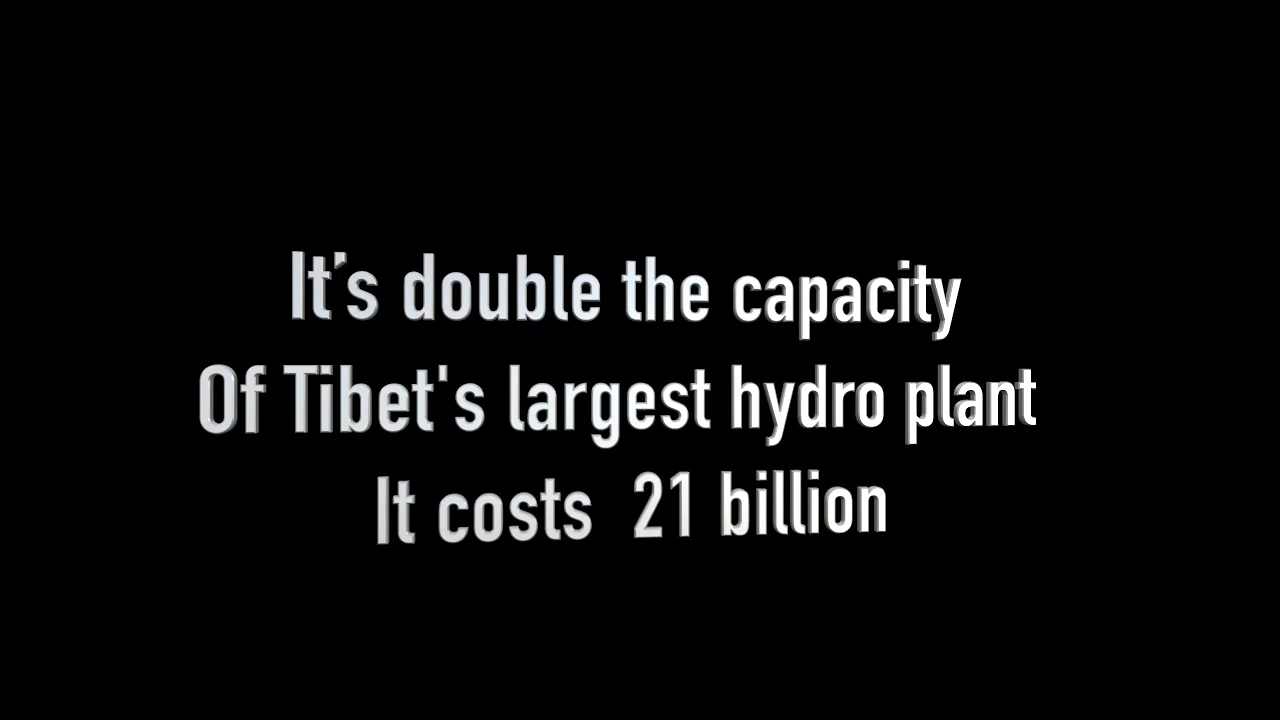 It’s double the capacity
Of Tibet's largest hydro plant
It costs  21 billion